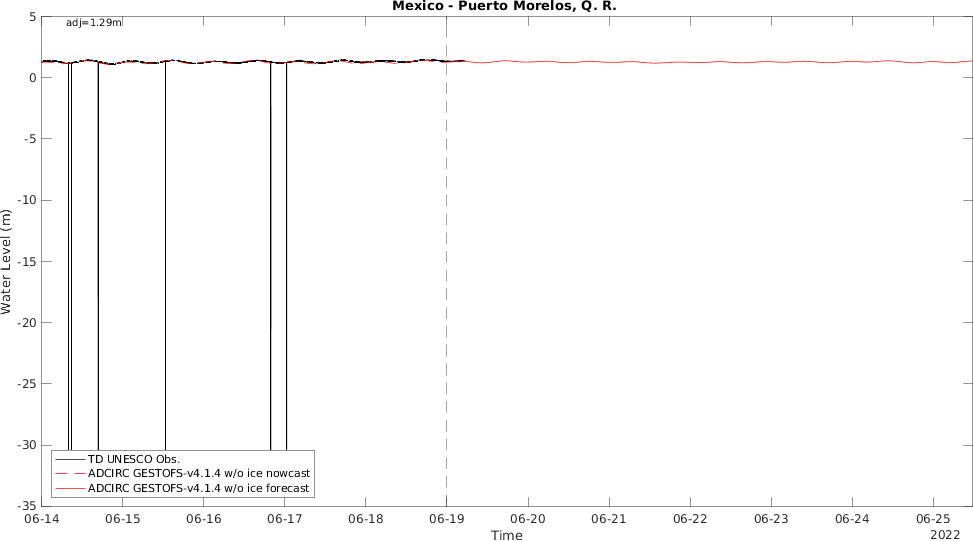 Mexico - Puerto Morelos, Q. R.
adj=1.29m
5
0
-5
-10
-15
-20
-25
-30
-35
Water Level (m)
TD UNESCO Obs.
ADCIRC GESTOFS-v4.1.4 w/o ice nowcast
ADCIRC GESTOFS-v4.1.4 w/o ice forecast
06-14 06-15 06-16 06-17 06-18 06-19 06-20 06-21 06-22 06-23 06-24 06-25
Time
2022